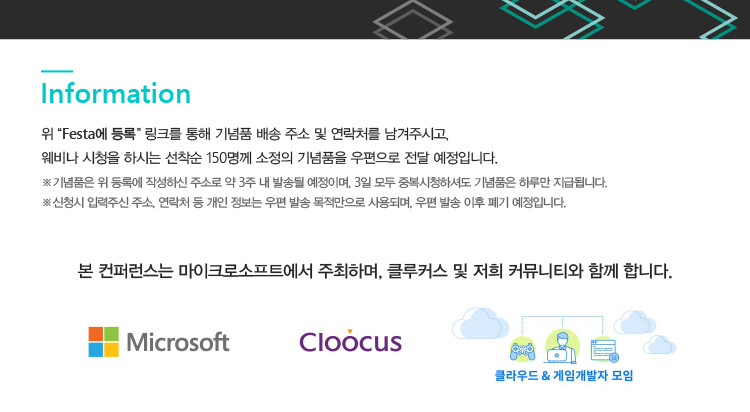 Information
위 “Festa에 등록” 링크를 통해 기념품 배송 주소 및 연락처를 남겨주시고,
웨비나 시청을 하시는 선착순 150명께 소정의 기념품을 우편으로 전달 예정입니다.
※기념품은 위 등록에 작성하신 주소로 약 3주 내 발송될 예정이며, 3일 모두 중복시청하셔도 기념품은 하루만 지급됩니다.
※신청시 입력주신 주소, 연락처 등 개인 정보는 우편 발송 목적만으로 사용되며, 우편 발송 이후 폐기 예정입니다.
본 컨퍼런스는 마이크로소프트에서 주최하며, 클루커스 및 저희 커뮤니티와 함께 합니다.
Microsoft
Cloocus
클라우드 & 게임개발자 모임